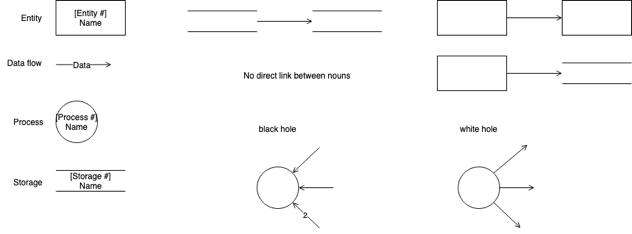 Entity
[Entity #]
Name
Data flow
Data
No direct link between nouns
Process
[Process #]
Name
black hole
white hole
Storage
[Storage #]
Name
2